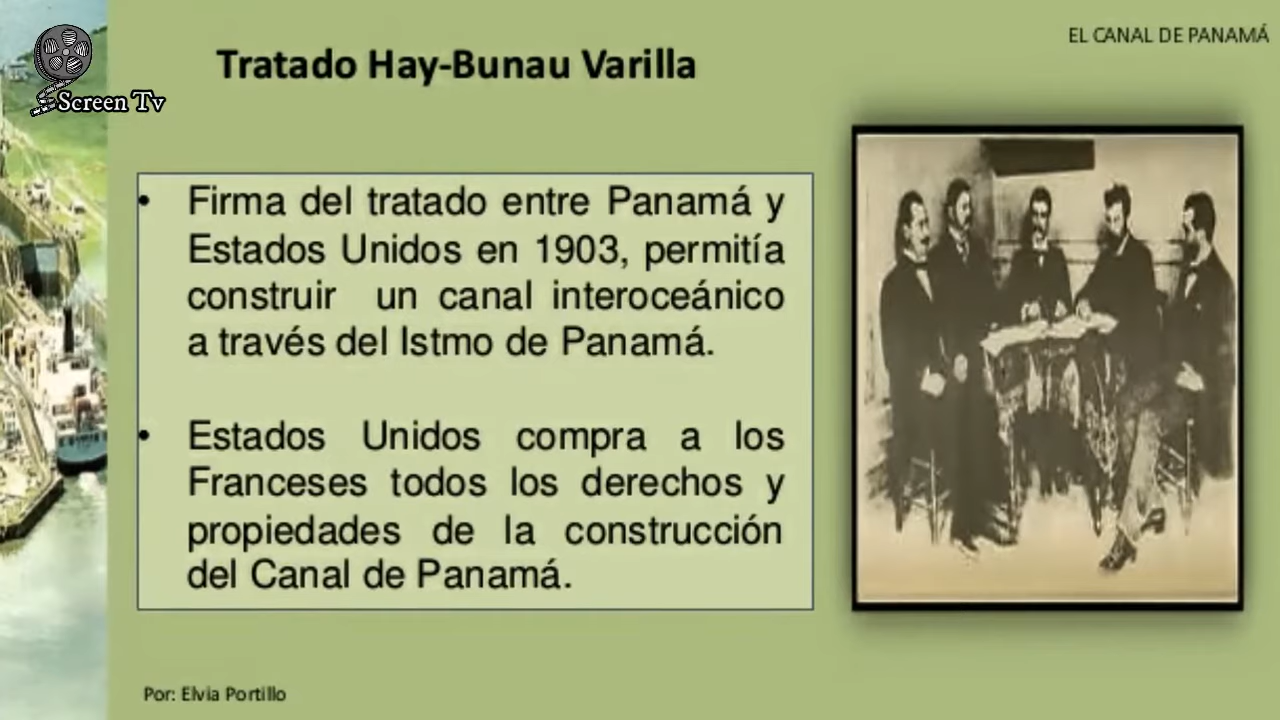 EL CANAL DE PANAMÁ
Screen Tv
Tratado Hay-Bunau Varilla
• Firma del tratado entre Panamá y
Estados Unidos en 1903, permitía
construir un canal interoceánico
a través del Istmo de Panamá.
• Estados Unidos compra a los
Franceses todos los derechos y
propiedades de la construcción
del Canal de Panamá.
Por: Elvia Portillo